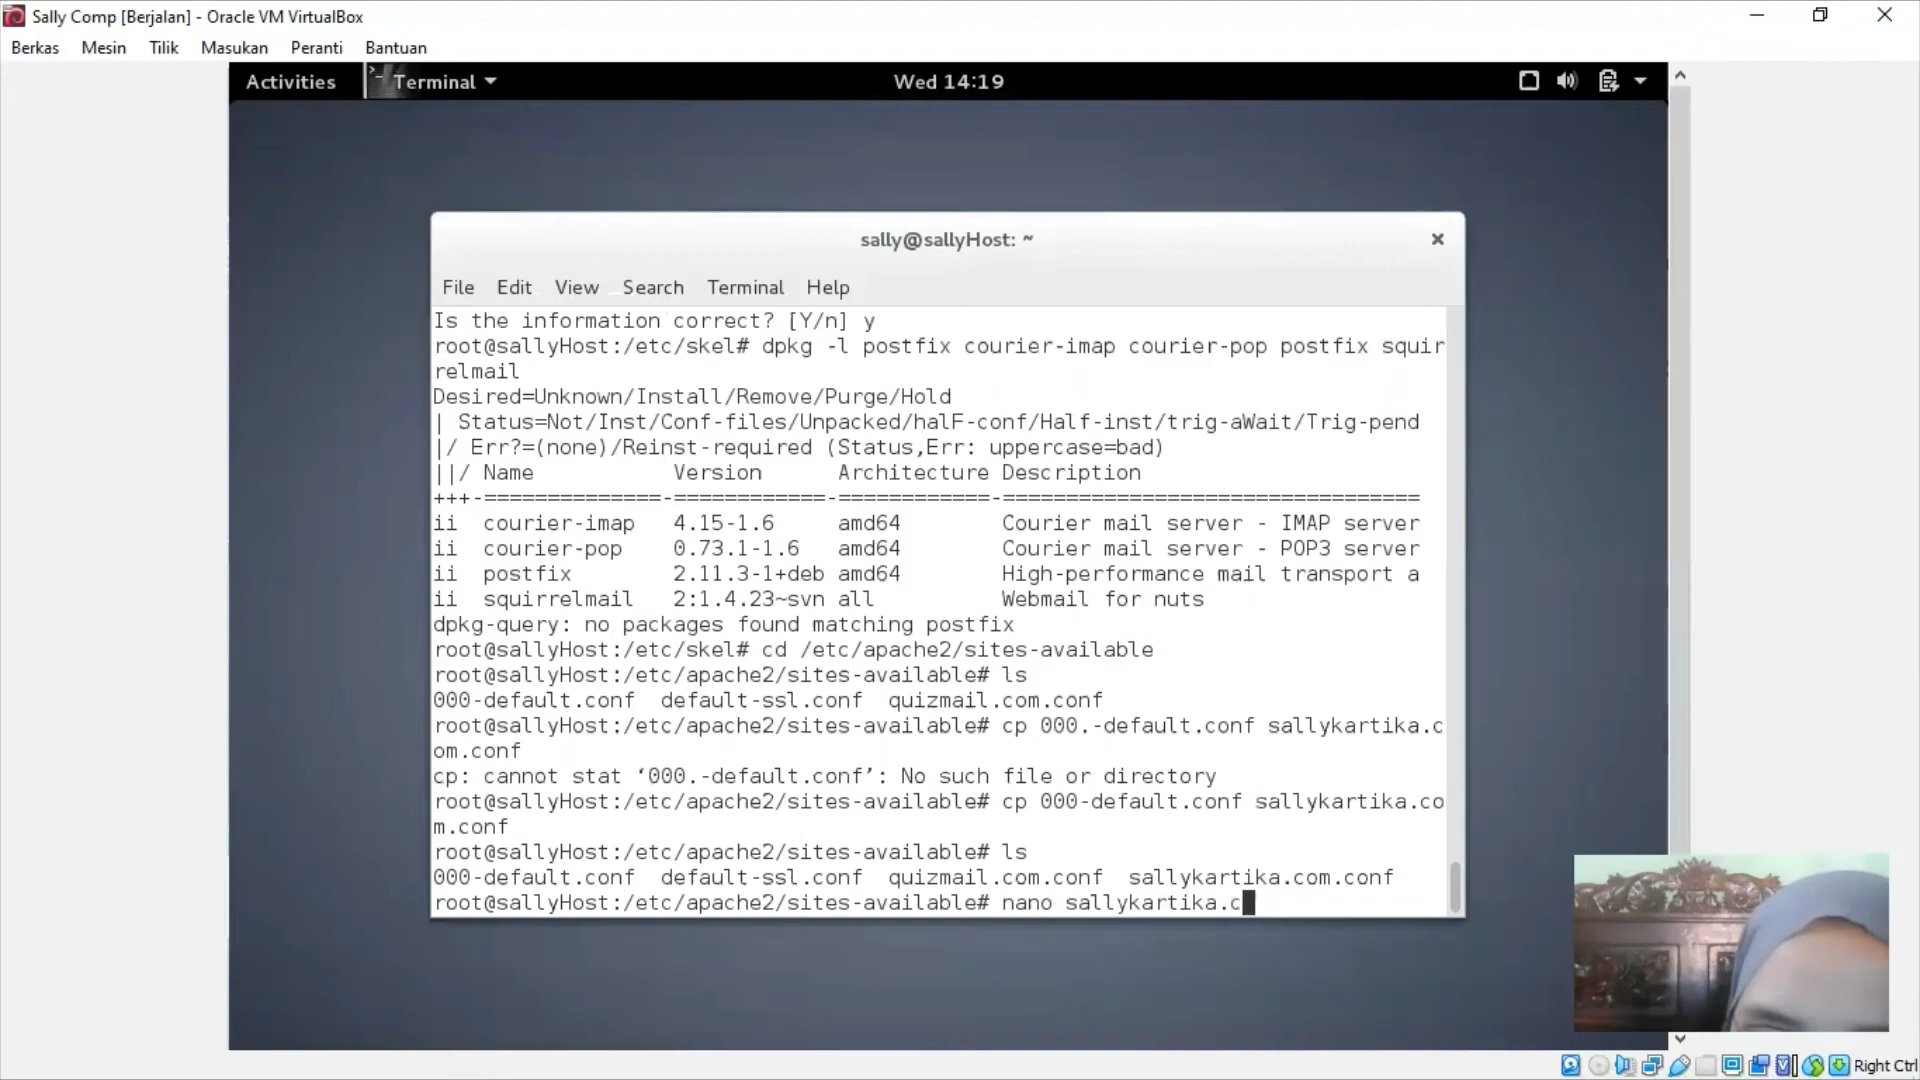 Sally Comp [Berjalan] - Oracle VM VirtualBox
Berkas Mesin Tilik Masukan Peranti Bantuan
Activities Terminal Wed 14:19
sally@sallyHost: ~
File Edit View Search Terminal Help
Is the information correct? [Y/n] y
root@sallyHost:/etc/skel# dpkg -l postfix courier-imap courier-pop postfix squir
relmail
Desired=Unknown/Install/Remove/Purge/Hold
| Status=Not/Inst/Conf-files/Unpacked/halF-conf/Half-inst/trig-aWait/Trig-pend
|/ Err?=(none)/Reinst-required (Status,Err: uppercase=bad)
||/ Name Version Architecture Description
+++-==============-============-============-=================================
ii courier-imap 4.15-1.6 amd64 Courier mail server - IMAP server
ii courier-pop 0.73.1-1.6 amd64 Courier mail server - POP3 server
ii postfix 2.11.3-1+deb amd64 High-performance mail transport a
ii squirrelmail 2:1.4.23~svn all Webmail for nuts
dpkg-query: no packages found matching postfix
root@sallyHost:/etc/skel# cd /etc/apache2/sites-available
root@sallyHost:/etc/apache2/sites-available# ls
000-default.conf default-ssl.conf quizmail.com.conf
root@sallyHost:/etc/apache2/sites-available# cp 000.-default.conf sallykartika.c
om.conf
cp: cannot stat ‘000.-default.conf’: No such file or directory
root@sallyHost:/etc/apache2/sites-available# cp 000-default.conf sallykartika.co
m.conf
root@sallyHost:/etc/apache2/sites-available# ls
000-default.conf default-ssl.conf quizmail.com.conf sallykartika.com.conf
root@sallyHost:/etc/apache2/sites-available# nano sallykartika.c
Right Ctrl